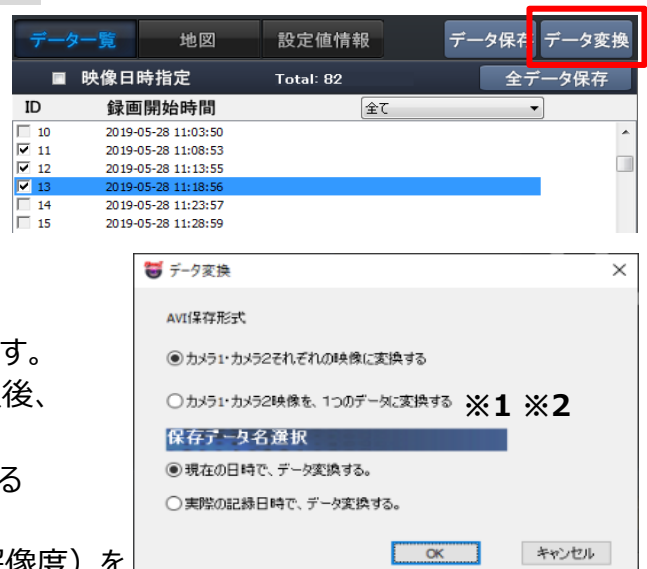 データ一覧 地図 設定値情報 データ保存 データ変換
映像日時指定 Total: 82 全データ保存
ID 録画開始時間 全て
10 2019-05-28 11:03:50
11 2019-05-28 11:08:53
12 2019-05-28 11:13:55
13 2019-05-28 11:18:56
14 2019-05-28 11:23:57
15 2019-05-28 11:28:59
す。
後、
る
像度）を
データ変換
AVI保存形式
カメラ1・カメラ2それぞれの映像に変換する
カメラ1・カメラ2映像を、1つのデータに変換する ※1 ※2
保存データ名選択
現在の日時で、データ変換する。
実際の記録日時で、データ変換する。
OK キャンセル